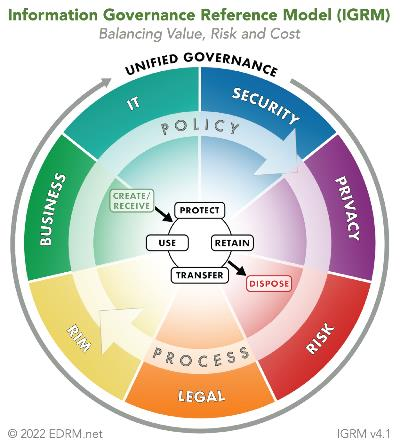 Information Governance Reference Model (IGRM)
Balancing Value, Risk and Cost
UNIFIED GOVERNANCE
IT
SECURITY
POLICY
BUSINESS
PRIVACY
CREATE/
RECEIVE
PROTECT
USE
RETAIN
TRANSFER
DISPOSE
RIM
RISK
PROCESS
LEGAL
© 2022 EDRM.net
IGRM v4.1